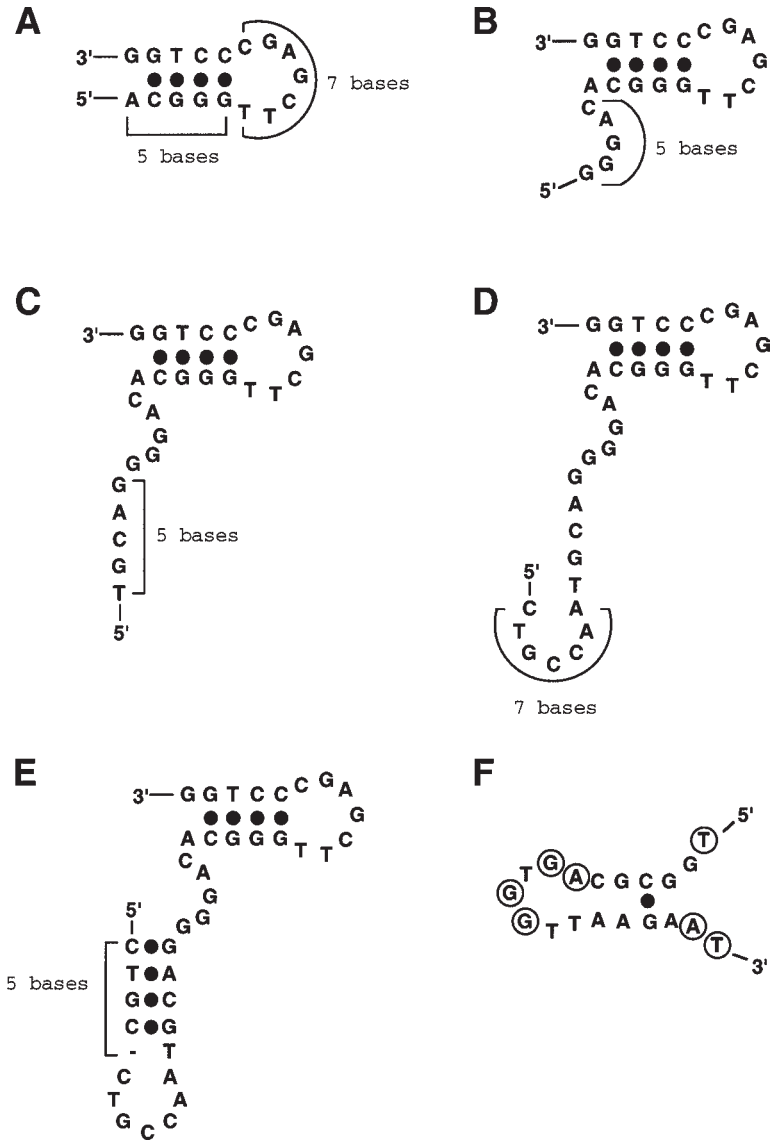 A
3'— G G T C C C G A G C T T
5'— A C G G G
7 bases
5 bases
B
3'— G G T C C C G A G C T T
A C G G G
C A G G G
5'
5 bases
C
3'— G G T C C C G A G C T T
A C G G G
C A G G G
G A C G T
5'
5 bases
D
3'— G G T C C C G A G C T T
A C G G G
C A G G G
G A C G T
A A C C G T C
5'
7 bases
E
3'— G G T C C C G A G C T T
A C G G G
C A G G G
5'
C G
T A
G C
C G
- T
C A
T A
G C C
5 bases
F
G T G A C G C G G T 5'
G T T A A G A A T 3'